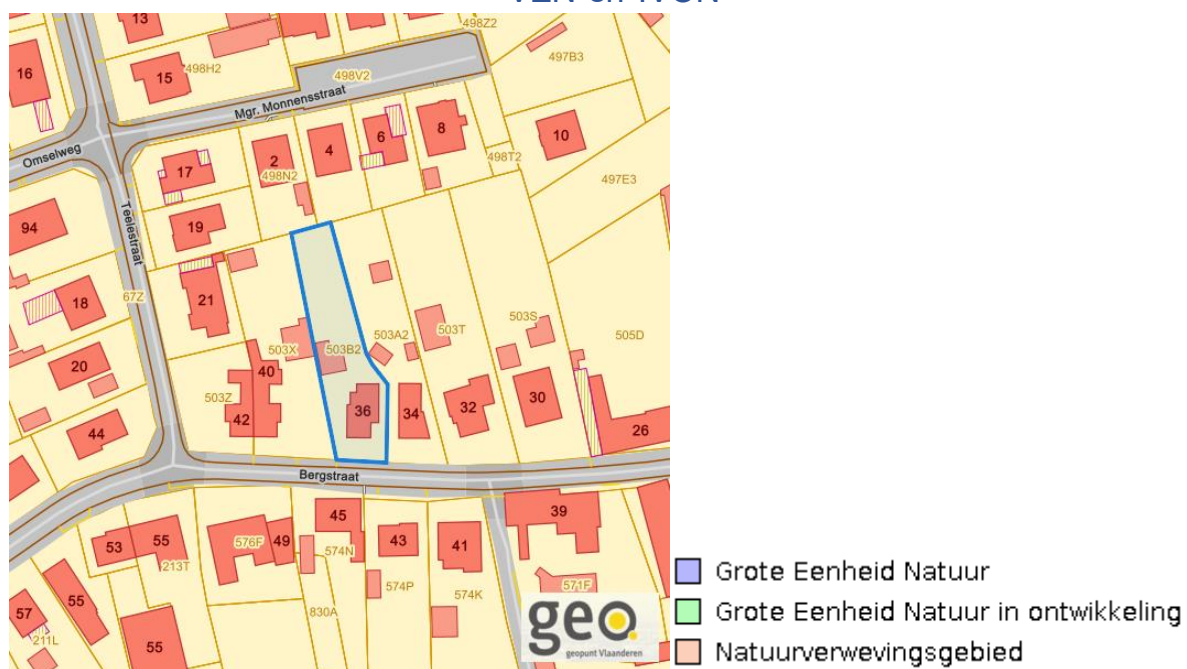 VEN en IVON
13
498Z2
16
15
498H2
498V2
497B3
Mgr. Monnensstraat
Omselweg
17
2
498N2
4
6
8
10
498T2
497E3
94
Teelestraat
19
18
67Z
21
503X
503B2
503A2
503T
503S
505D
20
503Z
40
42
36
34
32
30
26
44
Bergstraat
45
39
53
55
213T
576F
49
574N
43
41
57
55
211L
55
830A
574P
574K
571F
geo
geopunt Vlaanderen
Grote Eenheid Natuur
Grote Eenheid Natuur in ontwikkeling
Natuurverwevingsgebied